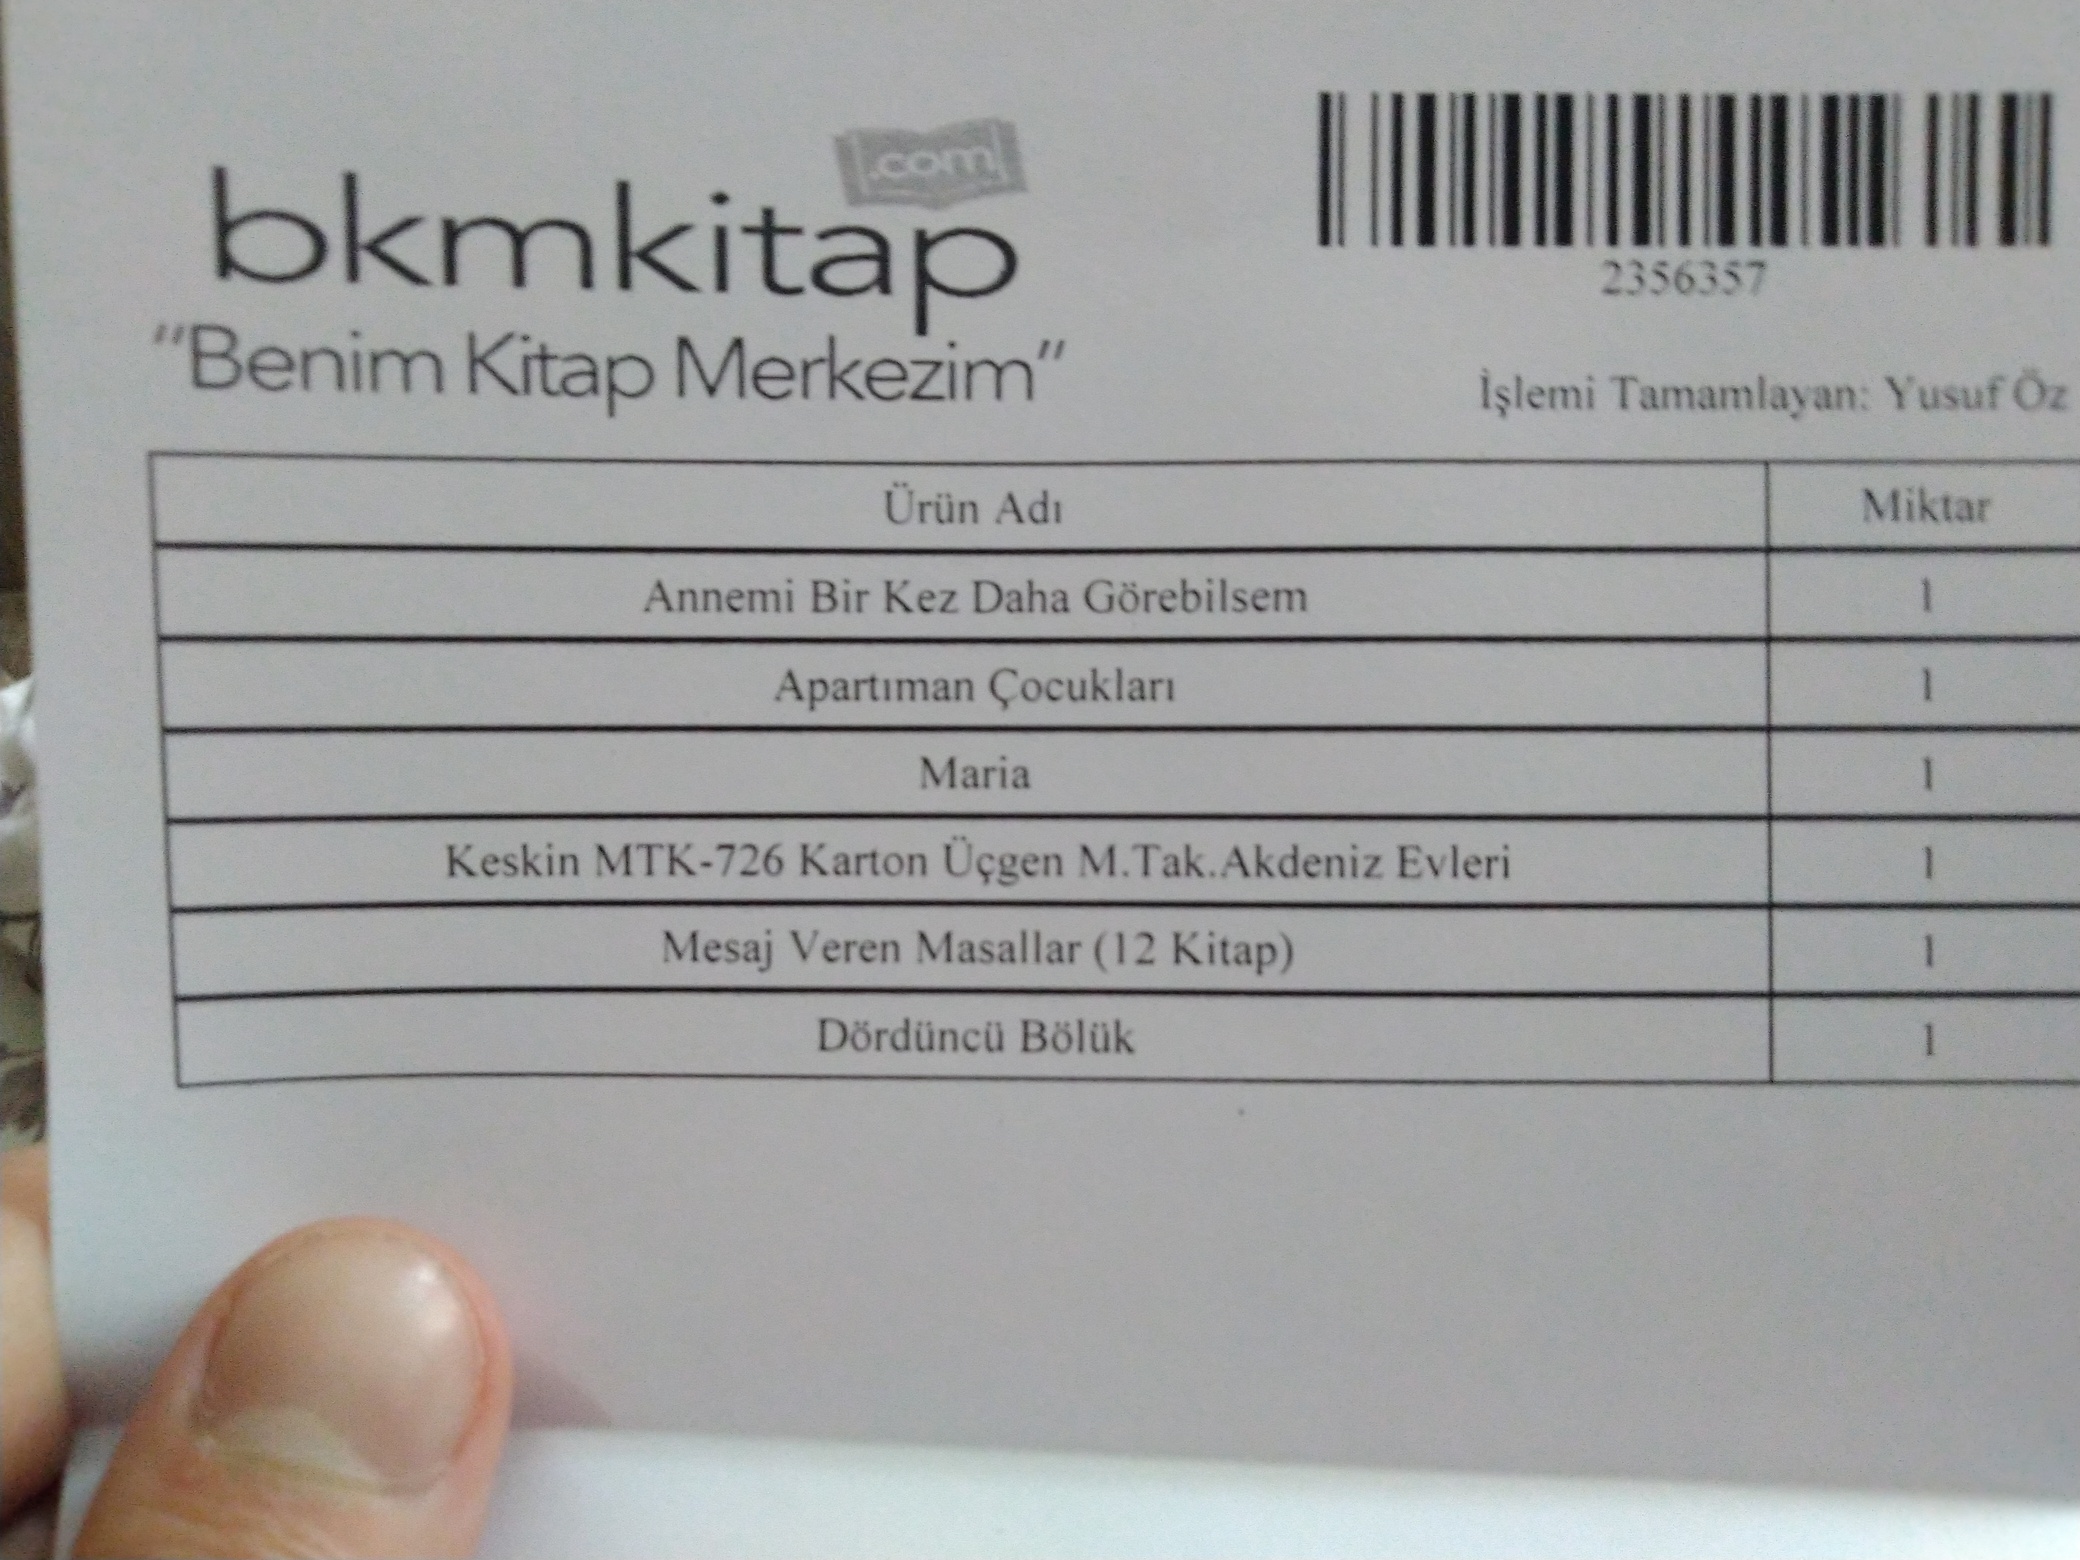 .com
bkmkitap
"Benim Kitap Merkezim"
2356357
İşlemi Tamamlayan: Yusuf Öz
Ürün Adı Miktar
Annemi Bir Kez Daha Görebilsem 1
Apartıman Çocukları 1
Maria 1
Keskin MTK-726 Karton Üçgen M.Tak.Akdeniz Evleri 1
Mesaj Veren Masallar (12 Kitap) 1
Dördüncü Bölük 1